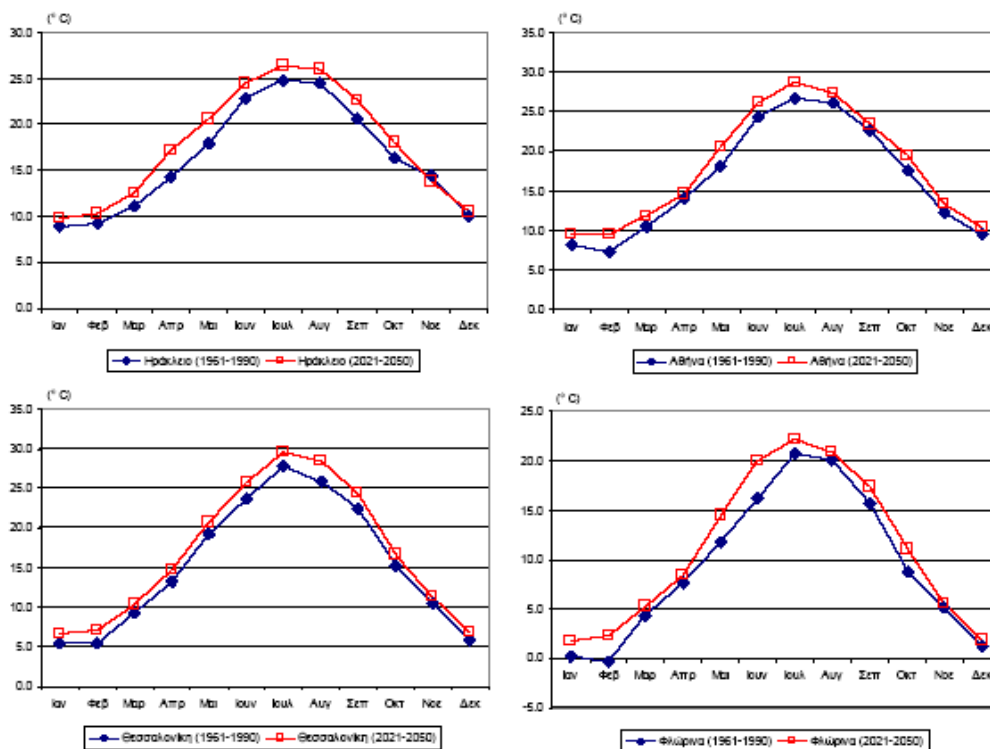 (° C)
30.0
25.0
20.0
15.0
10.0
5.0
0.0
Ιαν Φεβ Μαρ Απρ Μαι Ιουν Ιουλ Αυγ Σεπ Οκτ Νοε Δεκ
Ηράκλειο (1961-1990) Ηράκλειο (2021-2050)
(° C)
35.0
30.0
25.0
20.0
15.0
10.0
5.0
0.0
Ιαν Φεβ Μαρ Απρ Μαι Ιουν Ιουλ Αυγ Σεπ Οκτ Νοε Δεκ
Αθήνα (1961-1990) Αθήνα (2021-2050)
(° C)
35.0
30.0
25.0
20.0
15.0
10.0
5.0
0.0
Ιαν Φεβ Μαρ Απρ Μαι Ιουν Ιουλ Αυγ Σεπ Οκτ Νοε Δεκ
Θεσσαλονίκη (1961-1990) Θεσσαλονίκη (2021-2050)
(° C)
25.0
20.0
15.0
10.0
5.0
0.0
Ιαν Φεβ Μαρ Απρ Μαι Ιουν Ιουλ Αυγ Σεπ Οκτ Νοε Δεκ
-5.0
Φλώρινα (1961-1990) Φλώρινα (2021-2050)